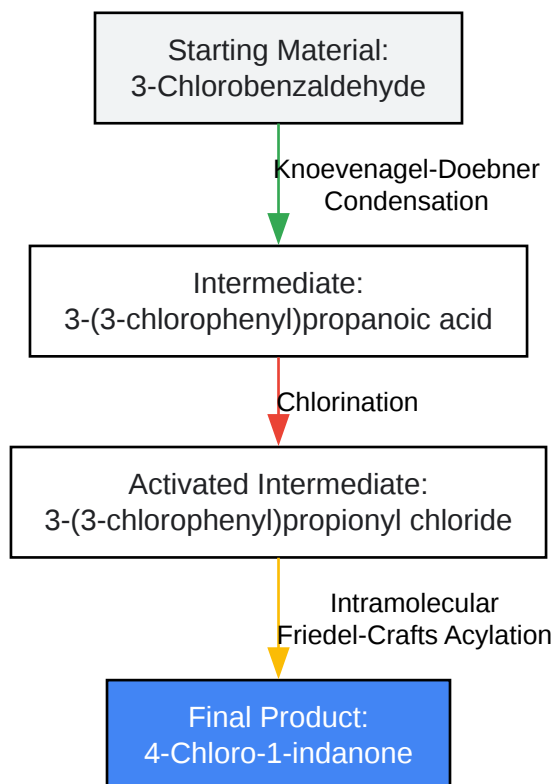 Starting Material:
3-Chlorobenzaldehyde
Knoevenagel-Doebner
Condensation
Intermediate:
3-(3-chlorophenyl)propanoic acid
Chlorination
Activated Intermediate:
3-(3-chlorophenyl)propionyl chloride
Intramolecular
Friedel-Crafts Acylation
Final Product:
4-Chloro-1-indanone